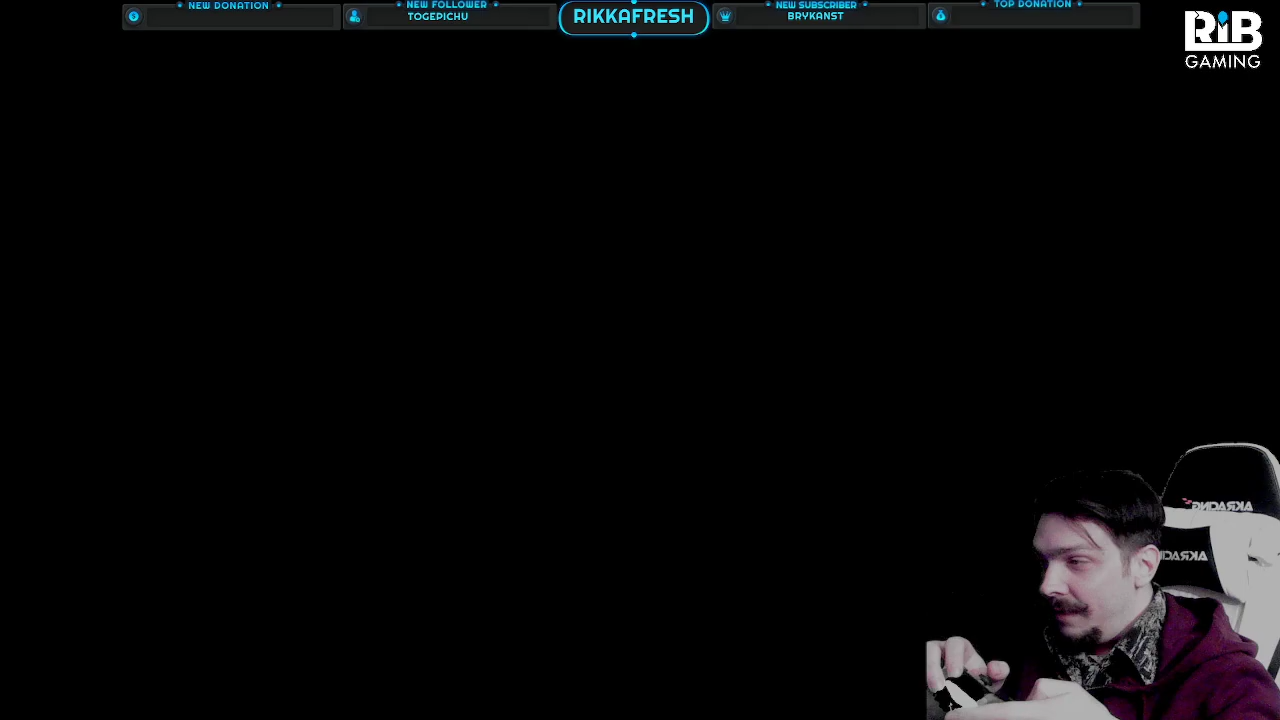 NEW DONATION
NEW FOLLOWER
TOGEPICHU
RIKKAFRESH
NEW SUBSCRIBER
BRYKANST
TOP DONATION
RiB
GAMING
AKRACING
AKRACING